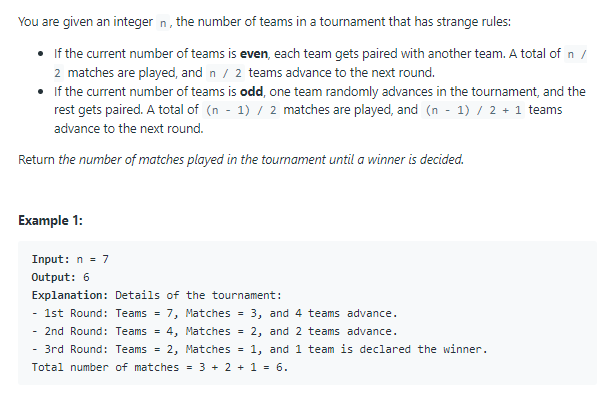 You are given an integer n, the number of teams in a tournament that has strange rules:
• If the current number of teams is even, each team gets paired with another team. A total of n /
2 matches are played, and n / 2 teams advance to the next round.
• If the current number of teams is odd, one team randomly advances in the tournament, and the
rest gets paired. A total of (n - 1) / 2 matches are played, and (n - 1) / 2 + 1 teams
advance to the next round.
Return the number of matches played in the tournament until a winner is decided.
Example 1:
Input: n = 7
Output: 6
Explanation: Details of the tournament:
- 1st Round: Teams = 7, Matches = 3, and 4 teams advance.
- 2nd Round: Teams = 4, Matches = 2, and 2 teams advance.
- 3rd Round: Teams = 2, Matches = 1, and 1 team is declared the winner.
Total number of matches = 3 + 2 + 1 = 6.